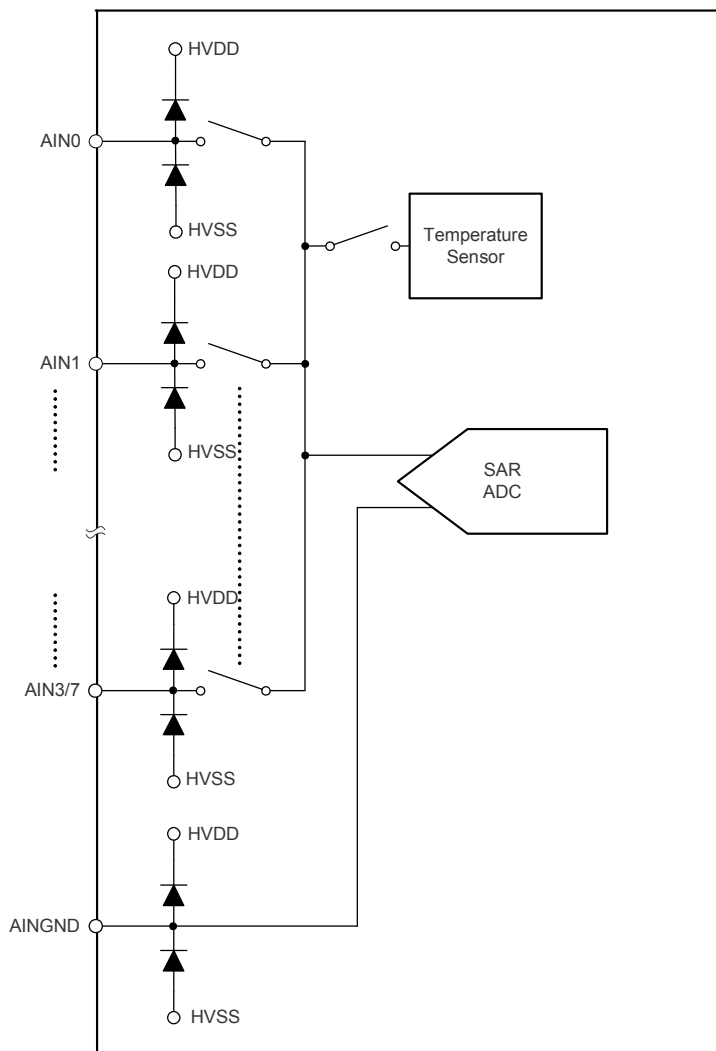 HVDD
AIN0
HVSS
Temperature
Sensor
HVDD
AIN1
HVSS
SAR
ADC
HVDD
AIN3/7
HVSS
HVDD
AINGND
HVSS